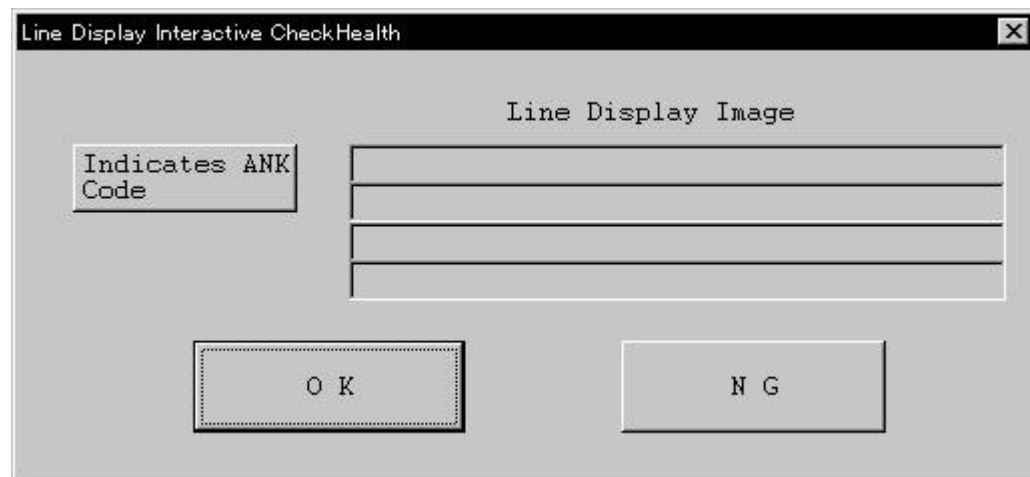 Line Display Interactive CheckHealth
Line Display Image
Indicates ANK
Code
O K
N G